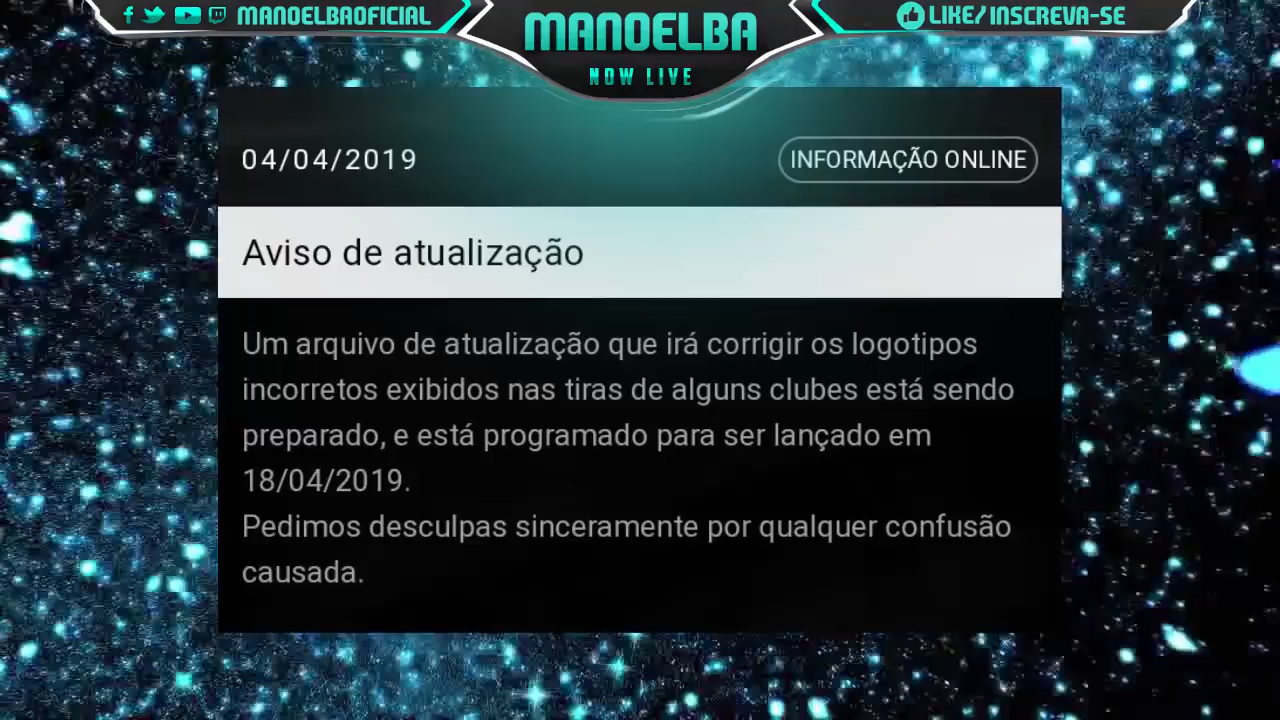 MANOELBAOFICIAL
MANOELBA
NOW LIVE
LIKE/INSCREVA-SE
04/04/2019
INFORMAÇÃO ONLINE
Aviso de atualização
Um arquivo de atualização que irá corrigir os logotipos
incorretos exibidos nas tiras de alguns clubes está sendo
preparado, e está programado para ser lançado em
18/04/2019.
Pedimos desculpas sinceramente por qualquer confusão
causada.